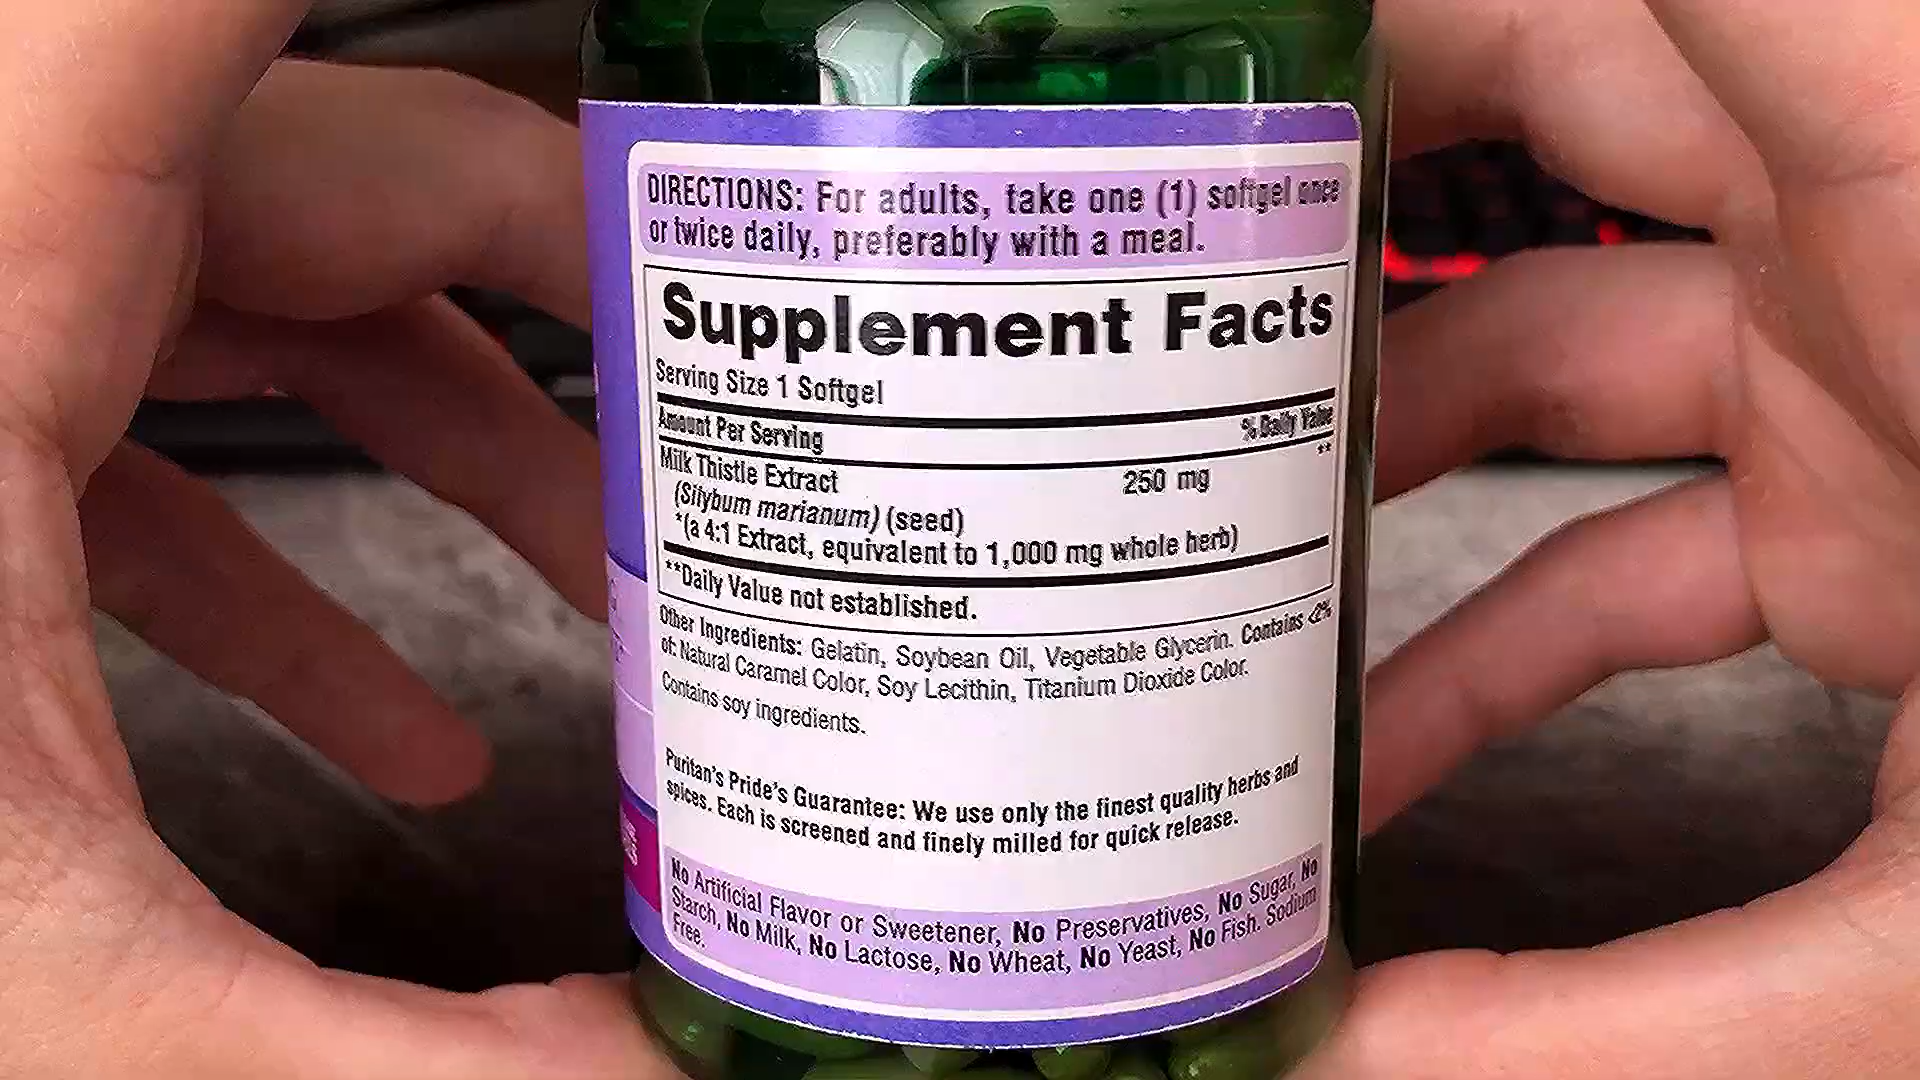 DIRECTIONS: For adults, take one (1) softgel once
or twice daily, preferably with a meal.
Supplement Facts
Serving Size 1 Softgel
Amount Per Serving % Daily Value
Milk Thistle Extract 250 mg **
(Silybum marianum) (seed)
*(a 4:1 Extract, equivalent to 1,000 mg whole herb)
**Daily Value not established.
Other Ingredients: Gelatin, Soybean Oil, Vegetable Glycerin. Contains <2%
of: Natural Caramel Color, Soy Lecithin, Titanium Dioxide Color.
Contains soy ingredients.
Puritan's Pride's Guarantee: We use only the finest quality herbs and
spices. Each is screened and finely milled for quick release.
No Artificial Flavor or Sweetener, No Preservatives, No Sugar, No
Starch, No Milk, No Lactose, No Wheat, No Yeast, No Fish. Sodium
Free.